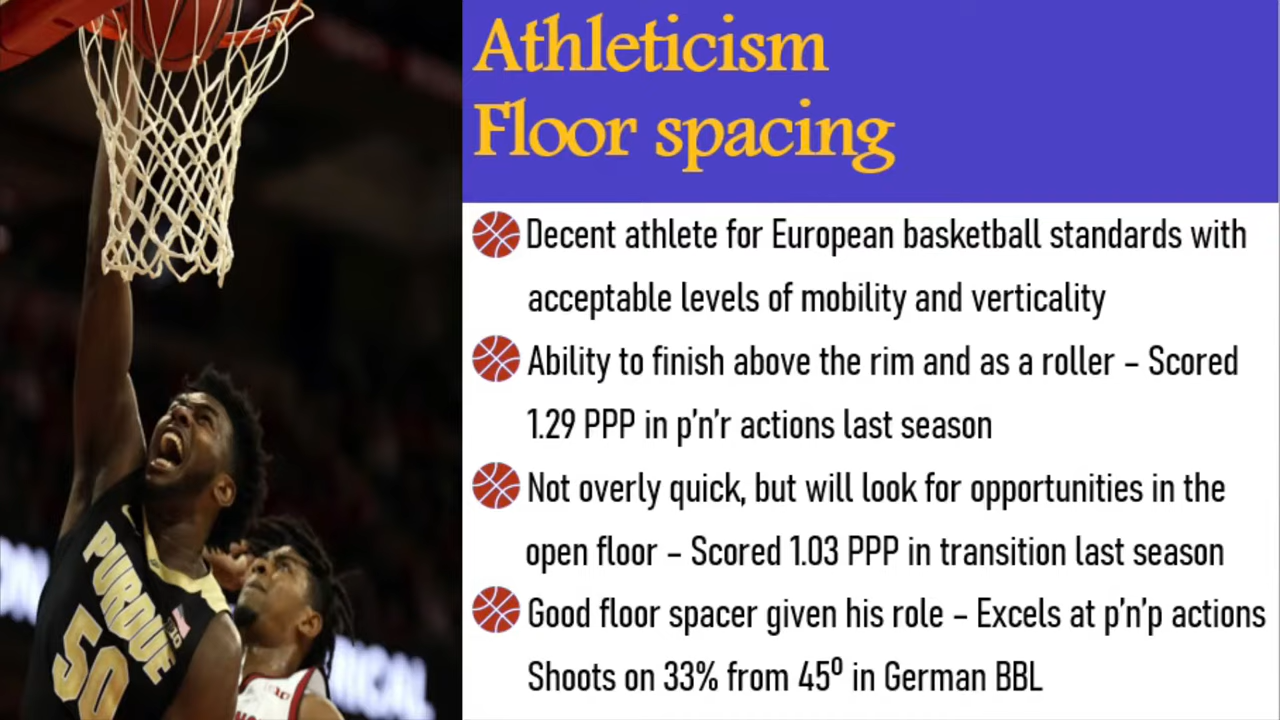 Athleticism
Floor spacing
Decent athlete for European basketball standards with
acceptable levels of mobility and verticality
Ability to finish above the rim and as a roller – Scored
1.29 PPP in p'n'r actions last season
Not overly quick, but will look for opportunities in the
open floor – Scored 1.03 PPP in transition last season
Good floor spacer given his role – Excels at p'n'p actions
Shoots on 33% from 45º in German BBL
PURDUE
50